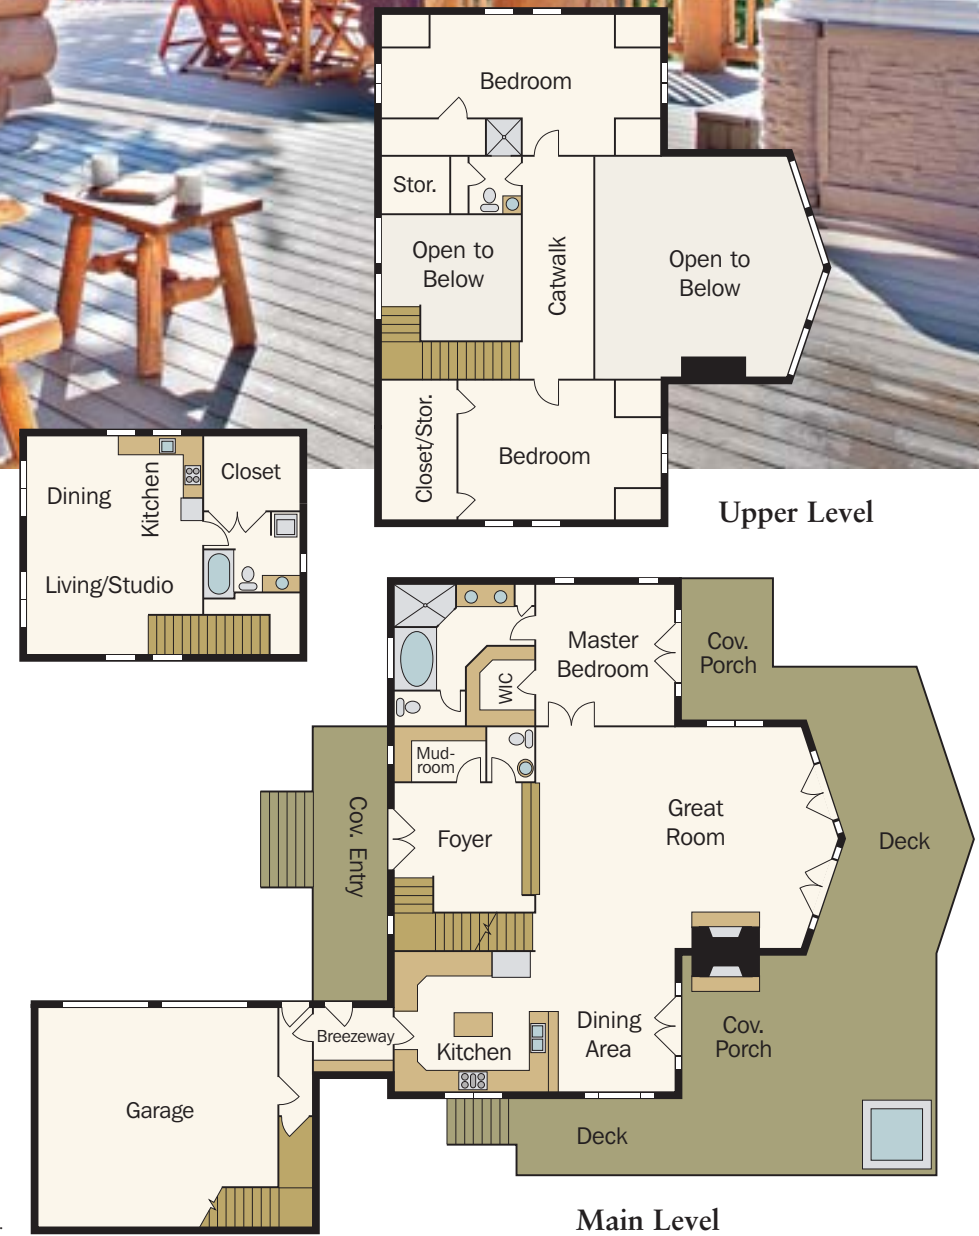 Bedroom
Stor.
Open to
Below
Catwalk
Open to
Below
Closet/Stor.
Bedroom
Upper Level
Dining
Kitchen
Closet
Living/Studio
Master
Bedroom
Cov.
Porch
WIC
Mud-
room
Cov. Entry
Foyer
Great
Room
Deck
Breezeway
Kitchen
Dining
Area
Cov.
Porch
Garage
Deck
Main Level